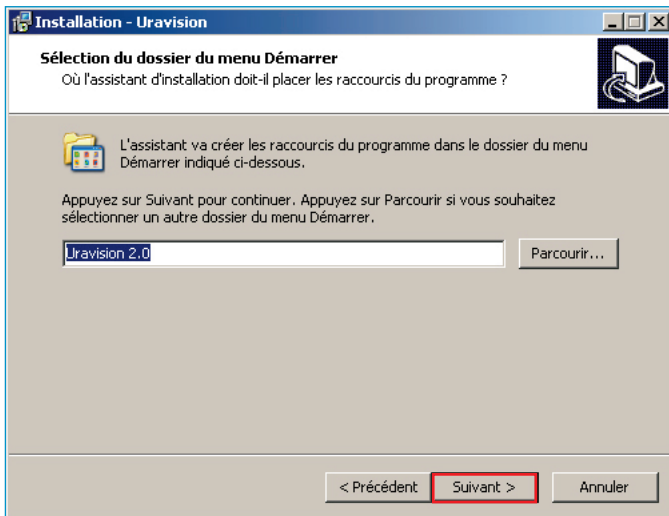 Installation - Uravision
Sélection du dossier du menu Démarrer
Où l'assistant d'installation doit-il placer les raccourcis du programme ?
L'assistant va créer les raccourcis du programme dans le dossier du menu
Démarrer indiqué ci-dessous.
Appuyez sur Suivant pour continuer. Appuyez sur Parcourir si vous souhaitez
sélectionner un autre dossier du menu Démarrer.
Uravision 2.0
Parcourir...
< Précédent
Suivant >
Annuler